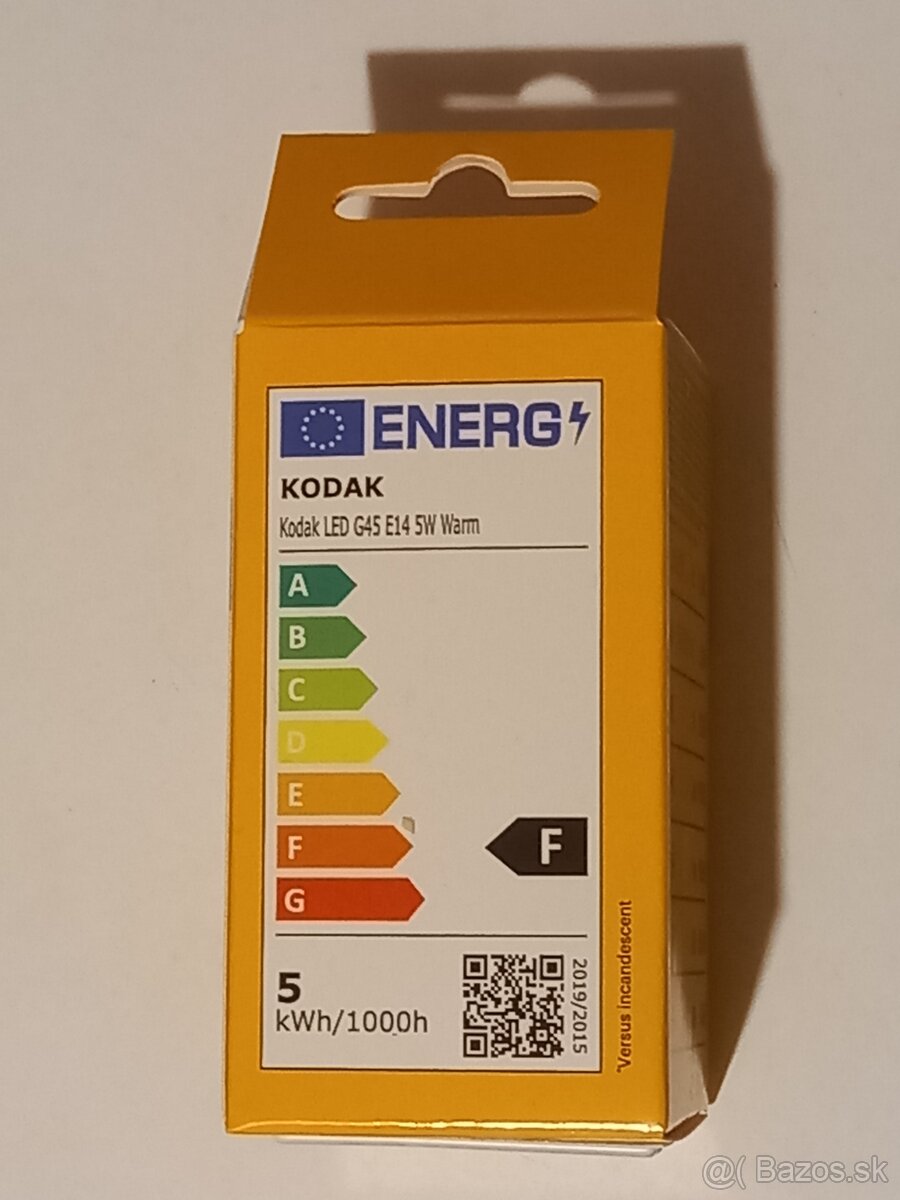 ENERG
KODAK
Kodak LED G45 E14 5W Warm
A
B
C
D
E
F
F
G
5
kWh/1000h
2019/2015
*Versus incandescent
@( Bazos.sk